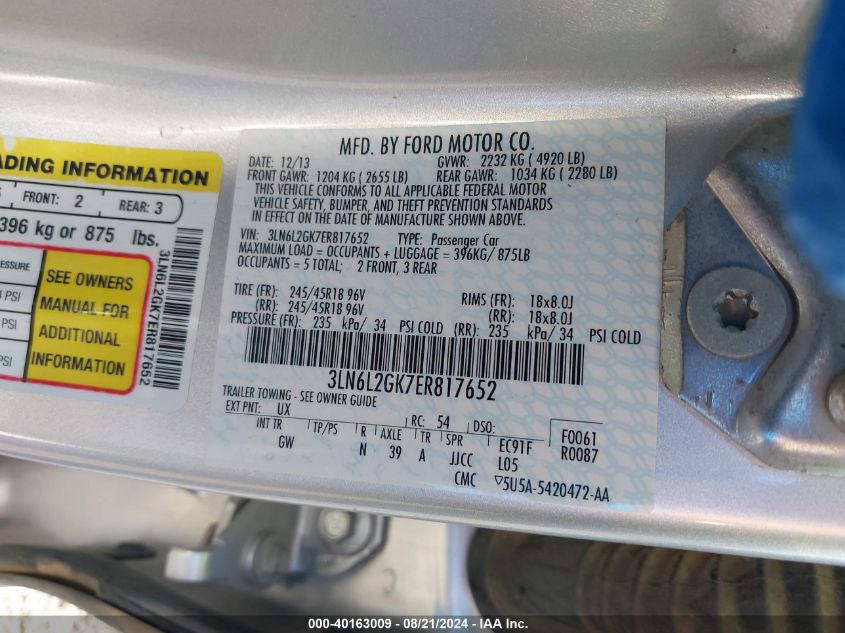 ADING INFORMATION
FRONT: 2 REAR: 3
396 kg or 875 lbs.
PSI
PSI
PSI
SEE OWNERS
MANUAL FOR
ADDITIONAL
INFORMATION
3LN6L2GK7ER817652
MFD. BY FORD MOTOR CO.
DATE: 12/13 GVWR: 2232 KG ( 4920 LB)
FRONT GAWR: 1204 KG ( 2655 LB) REAR GAWR: 1034 KG ( 2280 LB)
THIS VEHICLE CONFORMS TO ALL APPLICABLE FEDERAL MOTOR
VEHICLE SAFETY, BUMPER, AND THEFT PREVENTION STANDARDS
IN EFFECT ON THE DATE OF MANUFACTURE SHOWN ABOVE.
VIN: 3LN6L2GK7ER817652 TYPE: Passenger Car
MAXIMUM LOAD = OCCUPANTS + LUGGAGE = 396KG/ 875LB
OCCUPANTS = 5 TOTAL; 2 FRONT, 3 REAR
TIRE (FR): 245/45R18 96V RIMS (FR): 18x8.0J
(RR): 245/45R18 96V (RR): 18x8.0J
PRESSURE (FR): 235 kPa/ 34 PSI COLD (RR): 235 kPa/ 34 PSI COLD
3LN6L2GK7ER817652
TRAILER TOWING - SEE OWNER GUIDE
EXT PNT: UX RC: 54 DSO: F0061
INT TR TP/PS R AXLE TR SPR EC91F R0087
GW N 39 A JJCC L05
CMC ▽5U5A-5420472-AA
000-40163009 - 08/21/2024 - IAAI Inc.